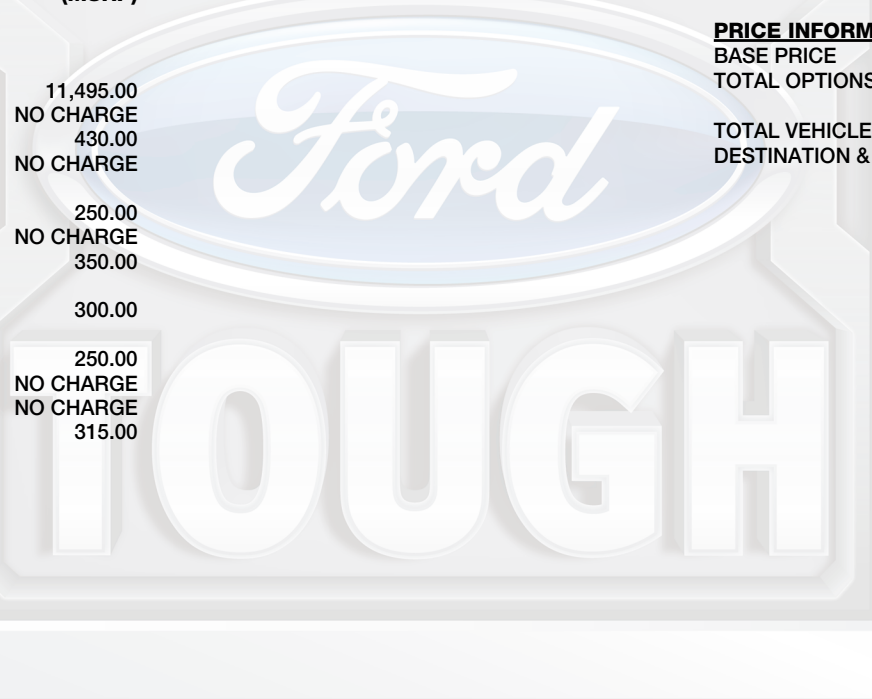 11,495.00
NO CHARGE
430.00
NO CHARGE
250.00
NO CHARGE
350.00
300.00
250.00
NO CHARGE
NO CHARGE
315.00
PRICE INFORM
BASE PRICE
TOTAL OPTIONS
TOTAL VEHICLE
DESTINATION &
Ford
TOUGH